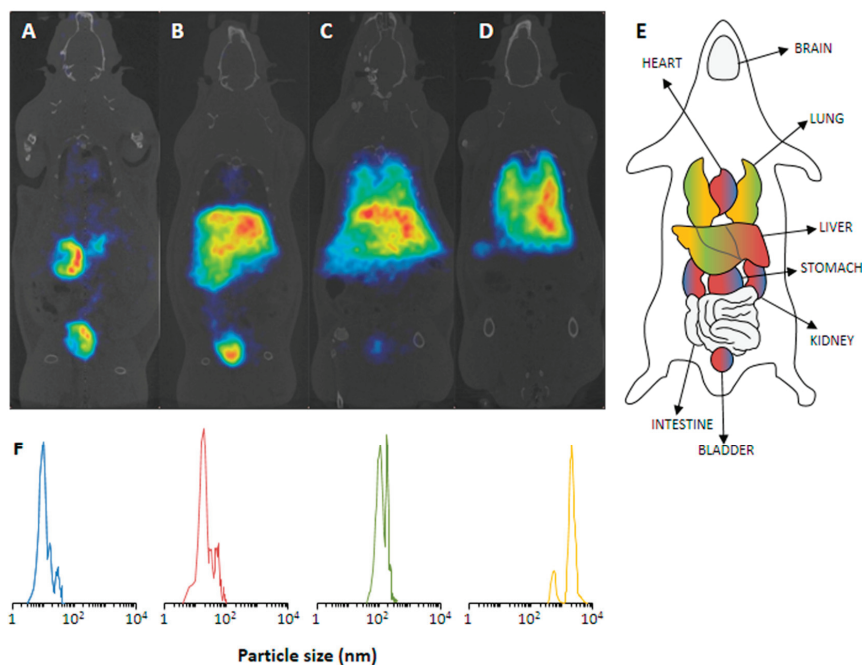 A B C D E
BRAIN
HEART
LUNG
LIVER
STOMACH
KIDNEY
INTESTINE
BLADDER
F
1 10² 10⁴ 1 10² 10⁴ 1 10² 10⁴ 1 10² 10⁴
Particle size (nm)